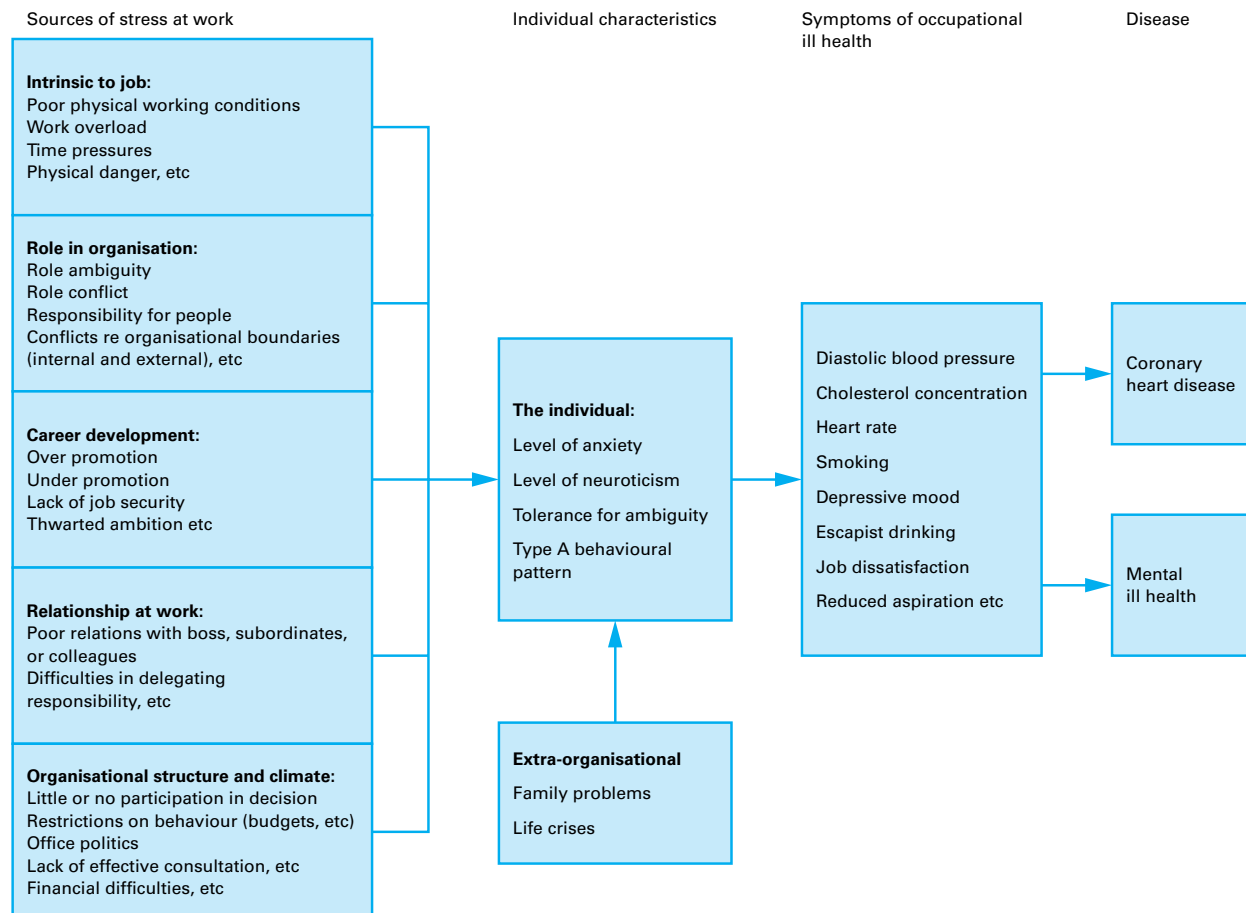 Sources of stress at work
Individual characteristics
Symptoms of occupational
ill health
Disease
Intrinsic to job:
Poor physical working conditions
Work overload
Time pressures
Physical danger, etc
Role in organisation:
Role ambiguity
Role conflict
Responsibility for people
Conflicts re organisational boundaries
(internal and external), etc
Career development:
Over promotion
Under promotion
Lack of job security
Thwarted ambition etc
Relationship at work:
Poor relations with boss, subordinates,
or colleagues
Difficulties in delegating
responsibility, etc
Organisational structure and climate:
Little or no participation in decision
Restrictions on behaviour (budgets, etc)
Office politics
Lack of effective consultation, etc
Financial difficulties, etc
The individual:
Level of anxiety
Level of neuroticism
Tolerance for ambiguity
Type A behavioural
pattern
Extra-organisational
Family problems
Life crises
Diastolic blood pressure
Cholesterol concentration
Heart rate
Smoking
Depressive mood
Escapist drinking
Job dissatisfaction
Reduced aspiration etc
Coronary
heart disease
Mental
ill health